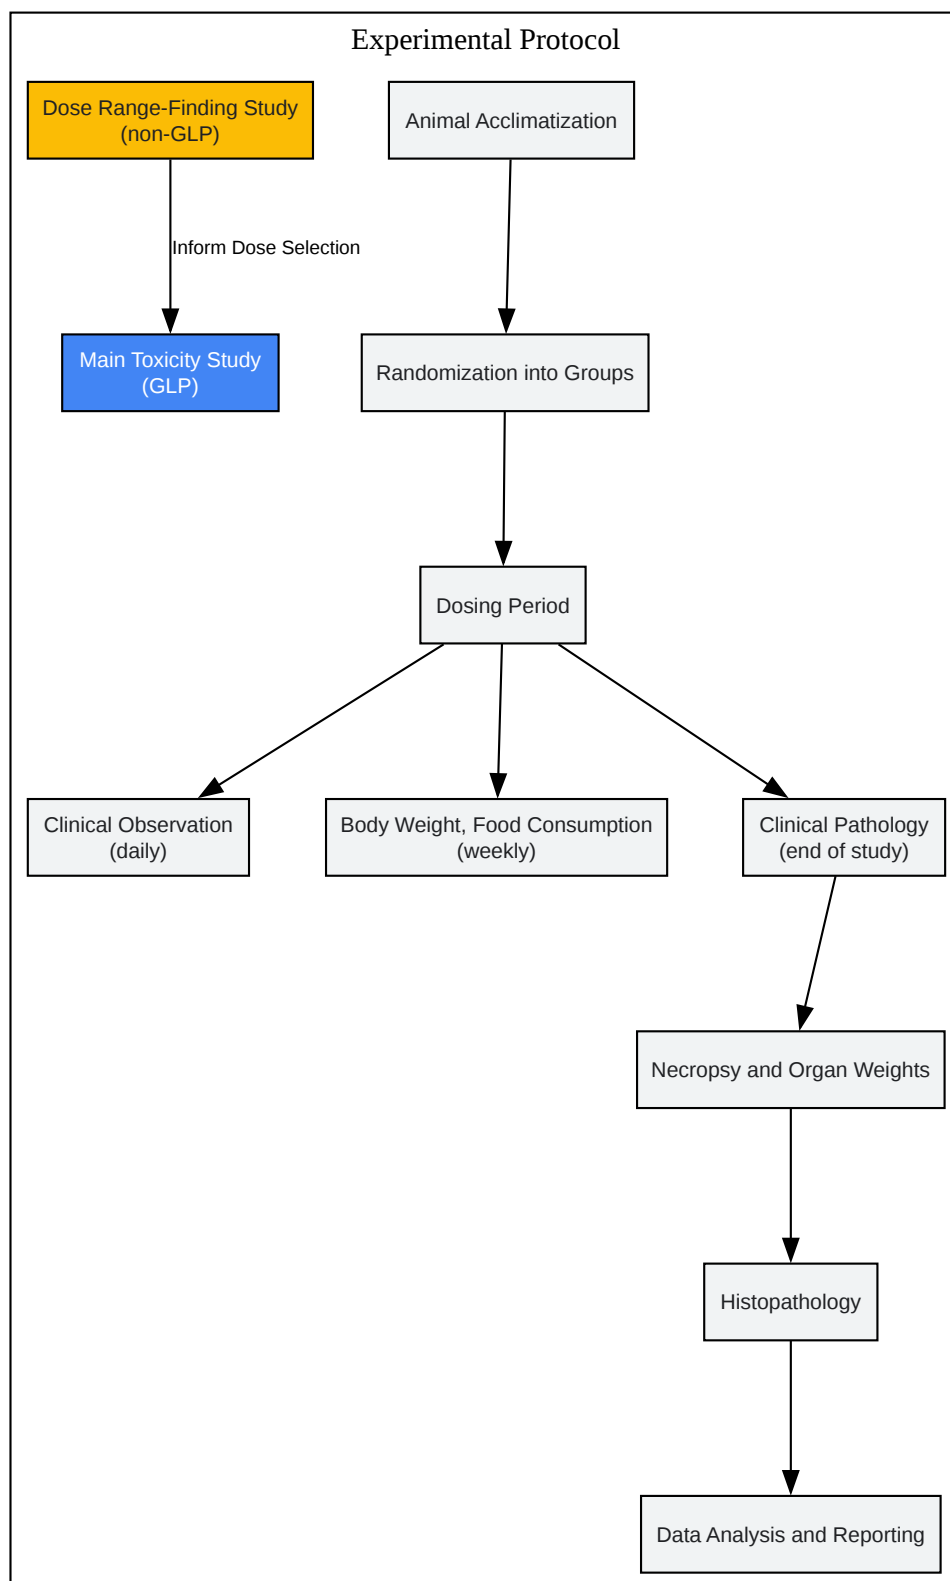 Experimental Protocol
Dose Range-Finding Study
(non-GLP)
Animal Acclimatization
Inform Dose Selection
Main Toxicity Study
(GLP)
Randomization into Groups
Dosing Period
Clinical Observation
(daily)
Body Weight, Food Consumption
(weekly)
Clinical Pathology
(end of study)
Necropsy and Organ Weights
Histopathology
Data Analysis and Reporting